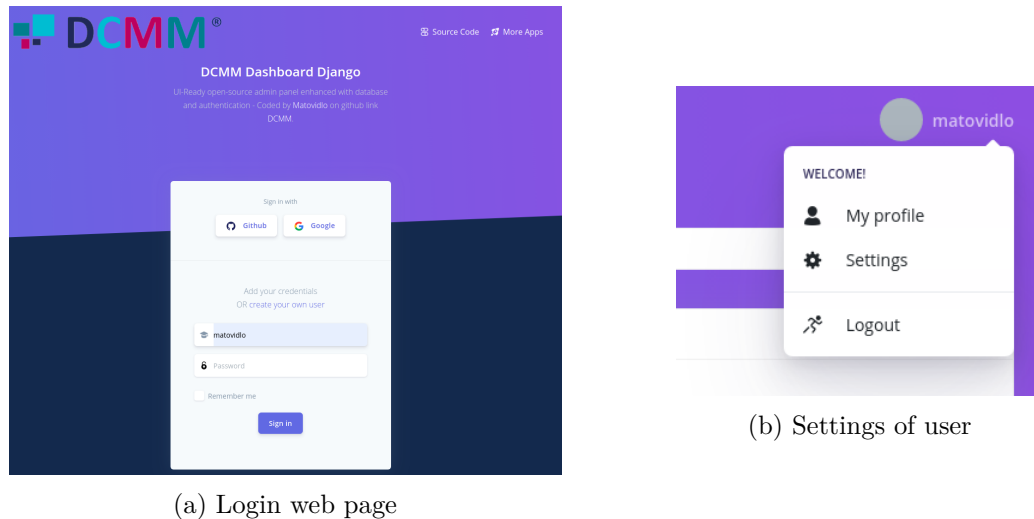 DCMM®
Source Code More Apps
DCMM Dashboard Django
UI-Ready open-source admin panel enhanced with database
and authentication - Coded by Matovidlo on github link
DCMM.
Sign in with
Github Google
Add your credentials
OR create your own user
matovidlo
Password
Remember me
Sign in
(a) Login web page
matovidlo
WELCOME!
My profile
Settings
Logout
(b) Settings of user